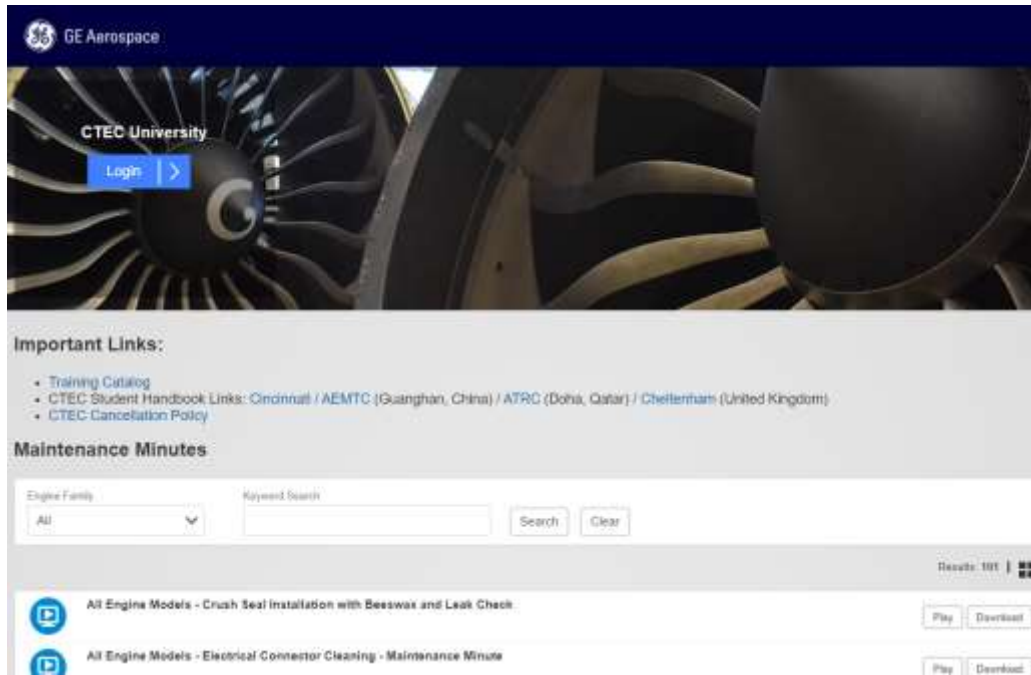 GE Aerospace
CTEC University
Login
Important Links:
Training Catalog
CTEC Student Handbook Links: Cincinnati / AEMTC (Guanghan, China) / ATRC (Doha, Qatar) / Cheltenham (United Kingdom)
CTEC Cancellation Policy
Maintenance Minutes
Engine Family
Keyword Search
All
Search
Clear
Results: 101 |
All Engine Models - Crush Seal Installation with Beeswax and Leak Check
Play
Download
All Engine Models - Electrical Connector Cleaning - Maintenance Minute
Play
Download